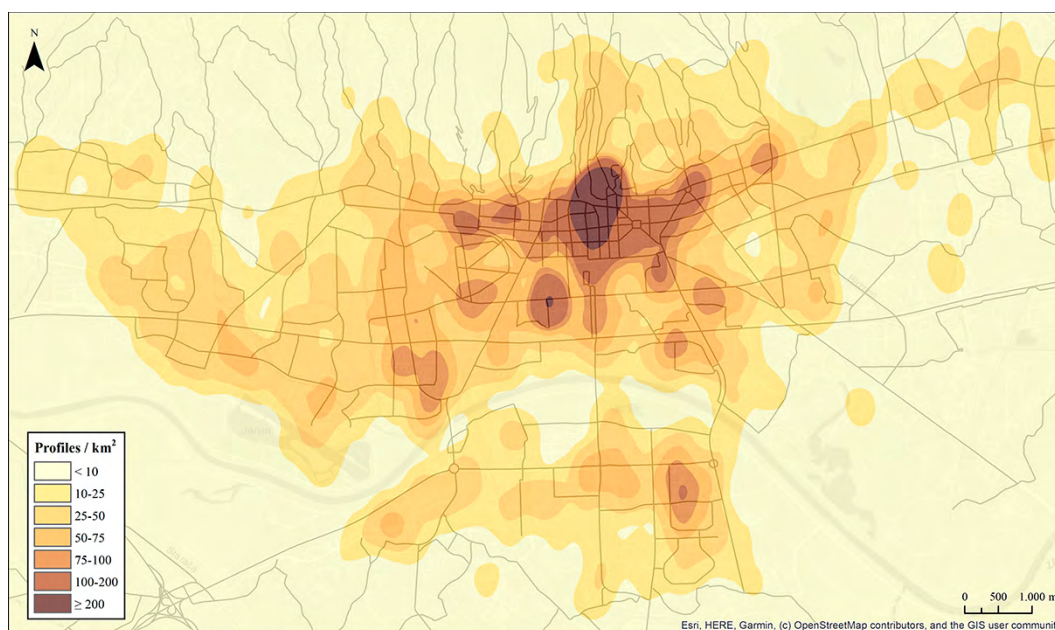 N
Profiles / km²
< 10
10-25
25-50
50-75
75-100
100-200
≥ 200
0 500 1.000 m
Esri, HERE, Garmin, (c) OpenStreetMap contributors, and the GIS user communit